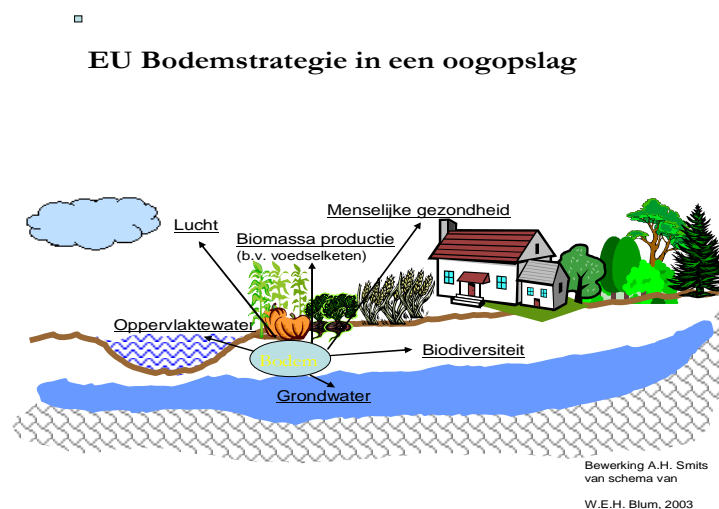 EU Bodemstrategie in een oogopslag
Menselijke gezondheid
Lucht
Biomassa productie
(b.v. voedselketen)
Oppervlaktewater
Bodem
Biodiversiteit
Grondwater
Bewerking A.H. Smits
van schema van
W.E.H. Blum, 2003